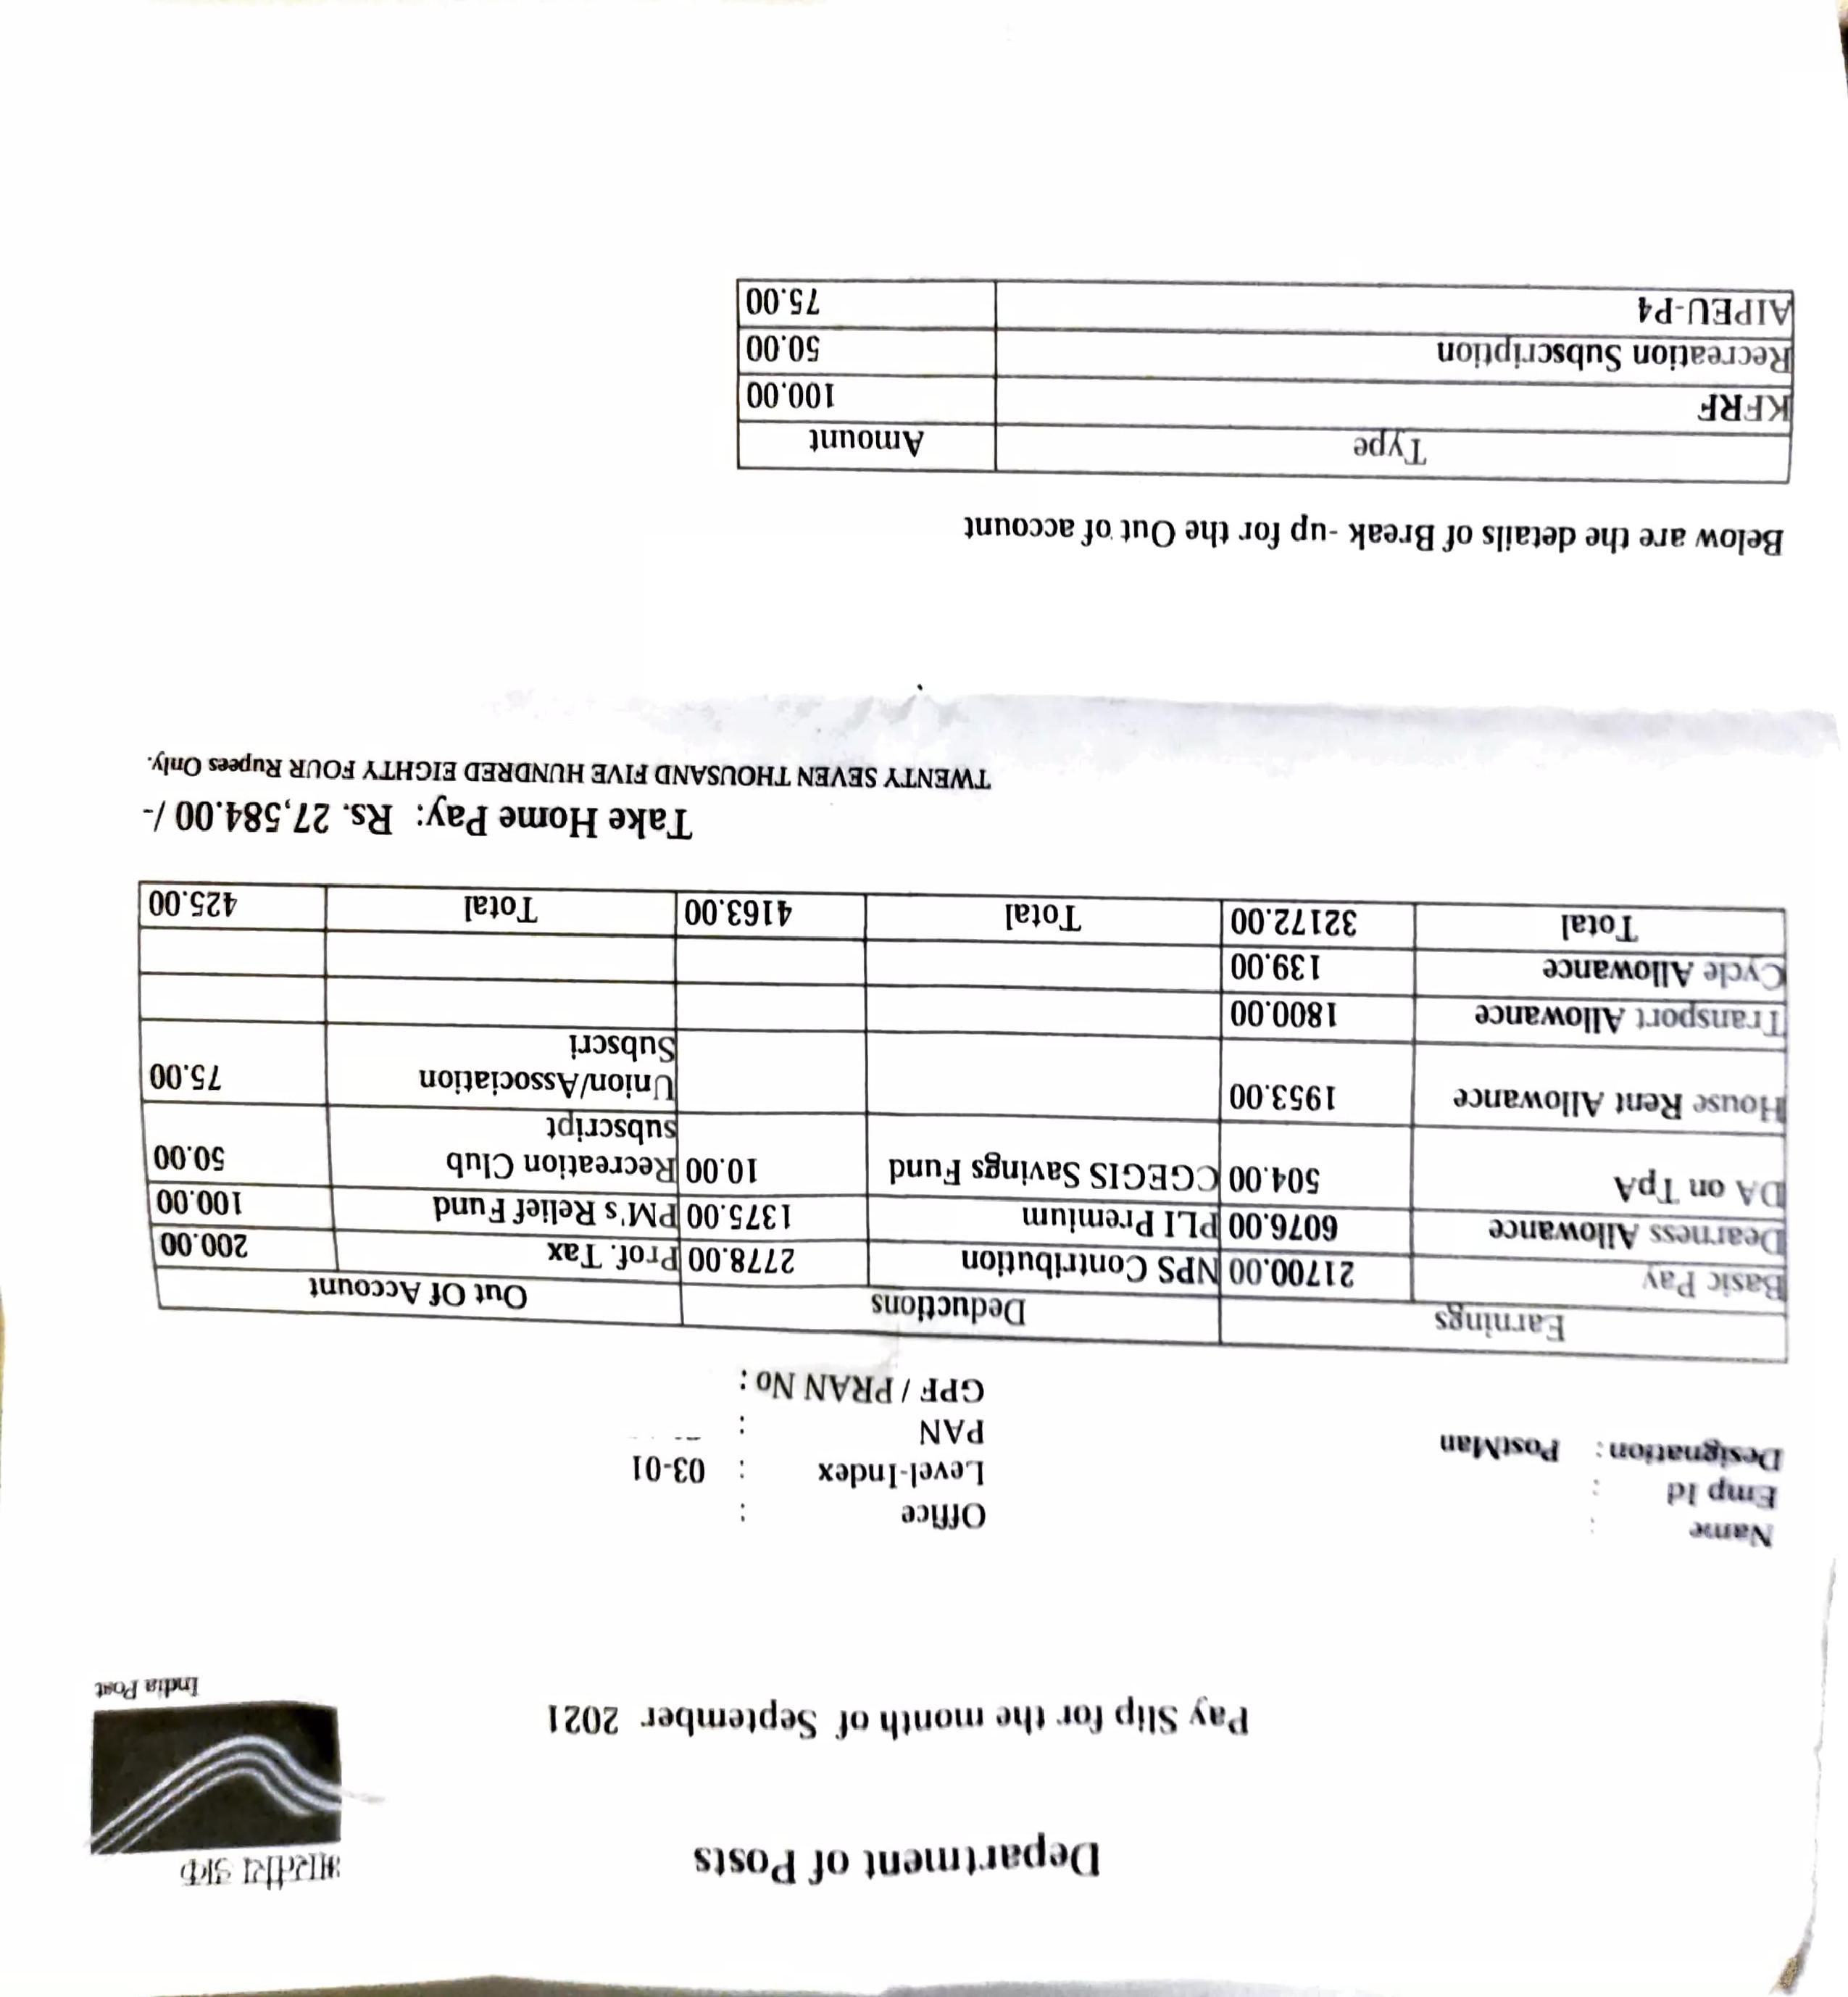 भारतीय डाक
India Post
Department of Posts
Pay Slip for the month of September 2021
Name :
Emp Id :
Designation : PostMan
Office :
Level-Index : 03-01
PAN :
GPF / PRAN No :
Earnings Deductions Out Of Account
Basic Pay 21700.00 NPS Contribution 2778.00 Prof. Tax 200.00
Dearness Allowance 6076.00 PLI Premium 1375.00 PM's Relief Fund 100.00
DA on TpA 504.00 CGEGIS Savings Fund 10.00 Recreation Club 50.00
subscript
House Rent Allowance 1953.00 Union/Association 75.00
Subscri
Transport Allowance 1800.00
Cycle Allowance 139.00
Total 32172.00 Total 4163.00 Total 425.00
Take Home Pay: Rs. 27,584.00 /-
TWENTY SEVEN THOUSAND FIVE HUNDRED EIGHTY FOUR Rupees Only.
Below are the details of Break -up for the Out of account
Type Amount
KFRF 100.00
Recreation Subscription 50.00
AIPEU-P4 75.00